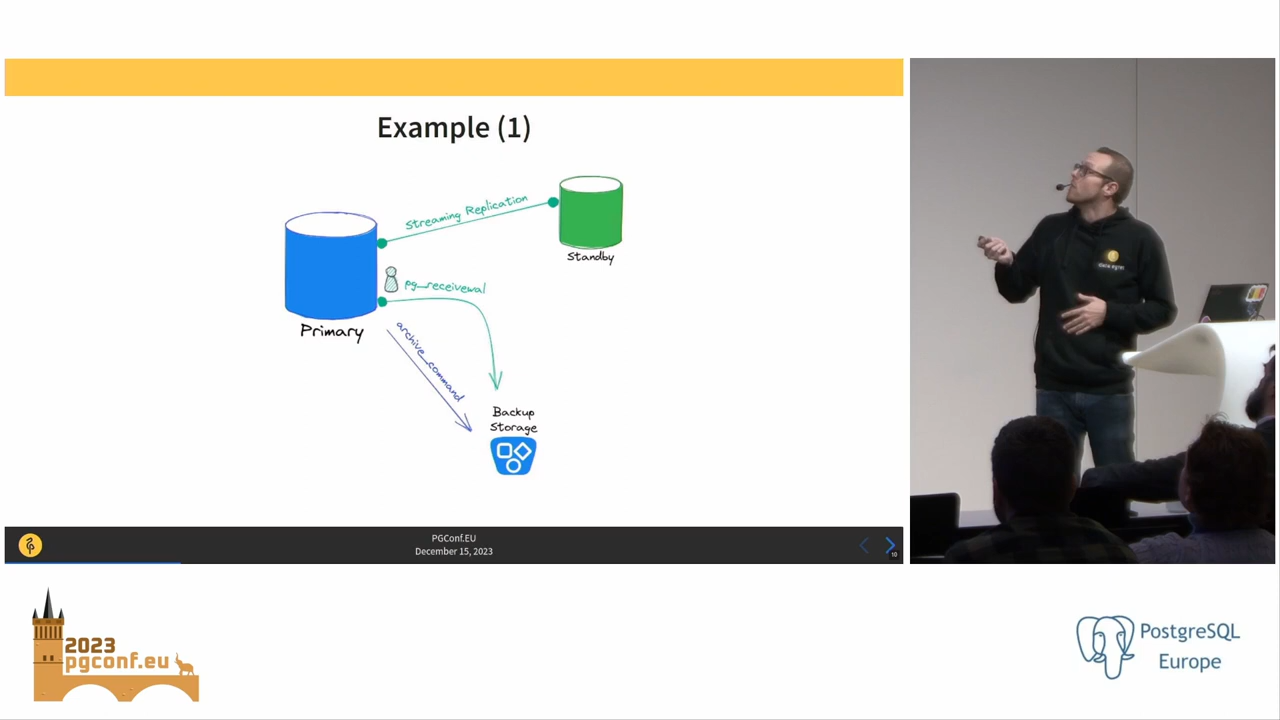 Example (1)
Streaming Replication
Standby
pg_receivewal
Primary
archive_command
Backup
Storage
PGConf.EU
December 15, 2023
10
2023
pgconf.eu
PostgreSQL
Europe